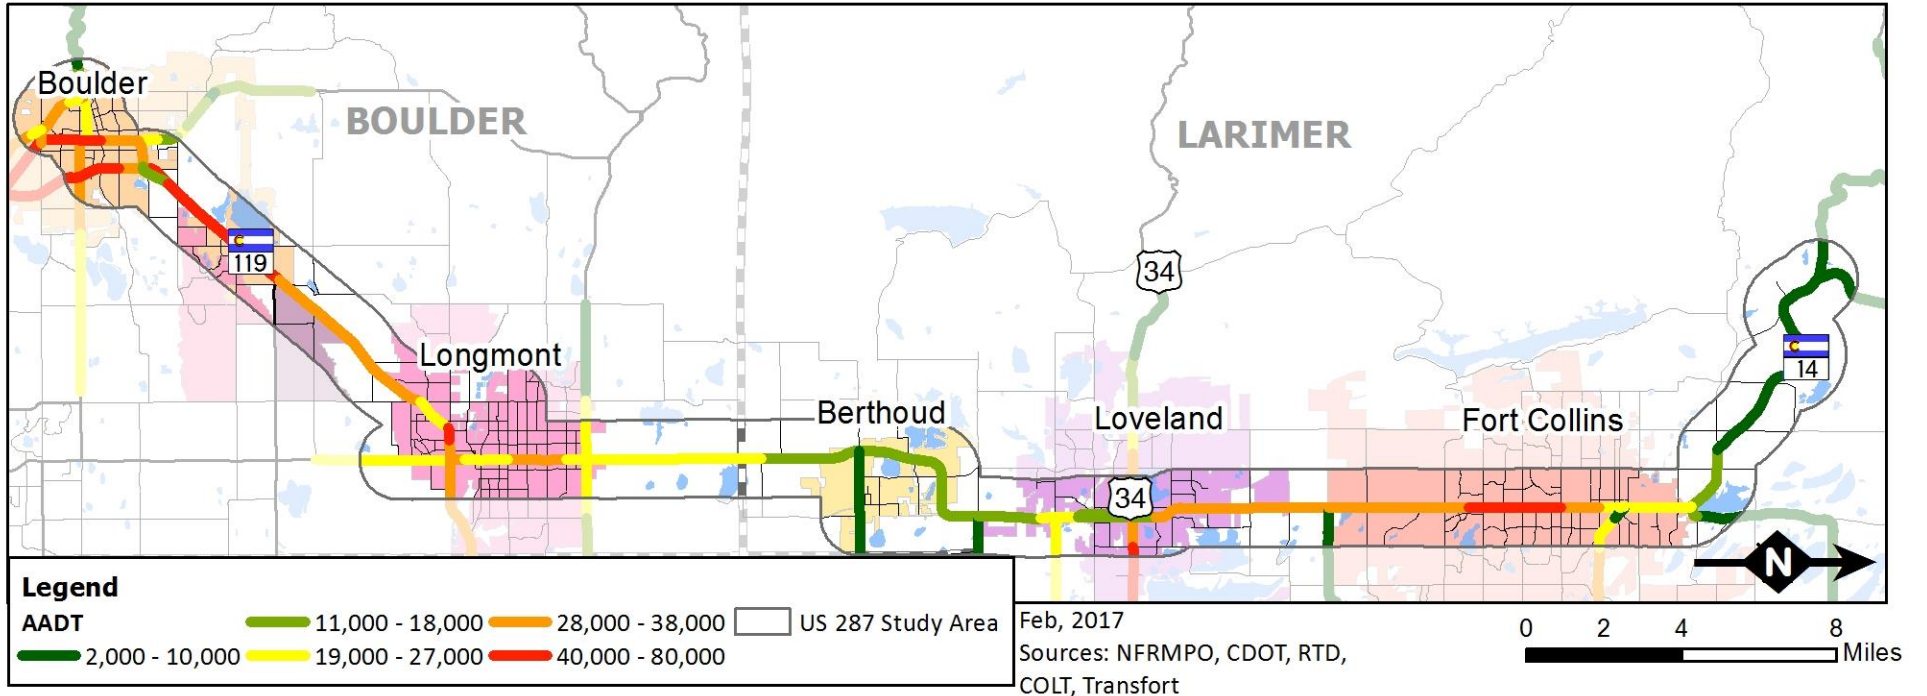 Boulder
BOULDER
LARIMER
34
119
14
Longmont
Berthoud
Loveland
Fort Collins
34
N
Legend
AADT
11,000 - 18,000
28,000 - 38,000
US 287 Study Area
2,000 - 10,000
19,000 - 27,000
40,000 - 80,000
Feb, 2017
Sources: NFRMPO, CDOT, RTD,
COLT, Transfort
0 2 4 8
Miles